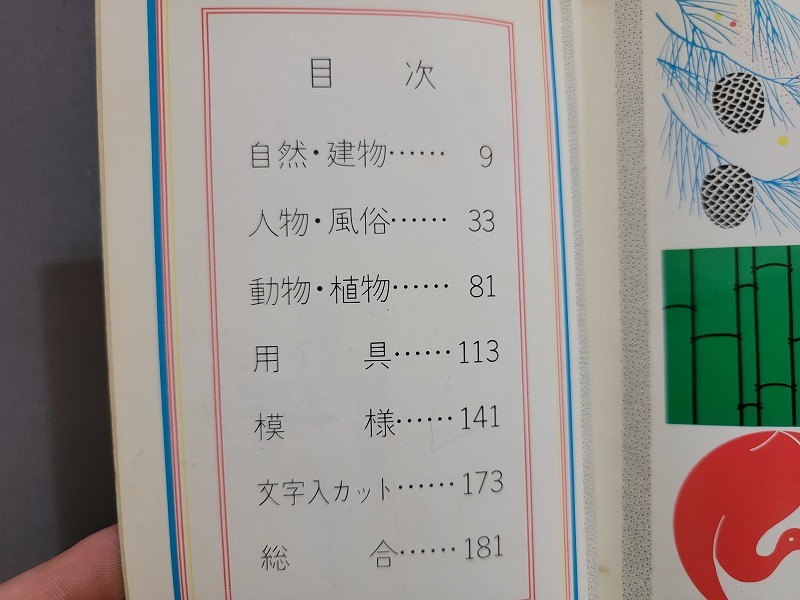 目 次
自然・建物…… 9
人物・風俗…… 33
動物・植物…… 81
用 具…… 113
模 様…… 141
文字入カット…… 173
総 合…… 181